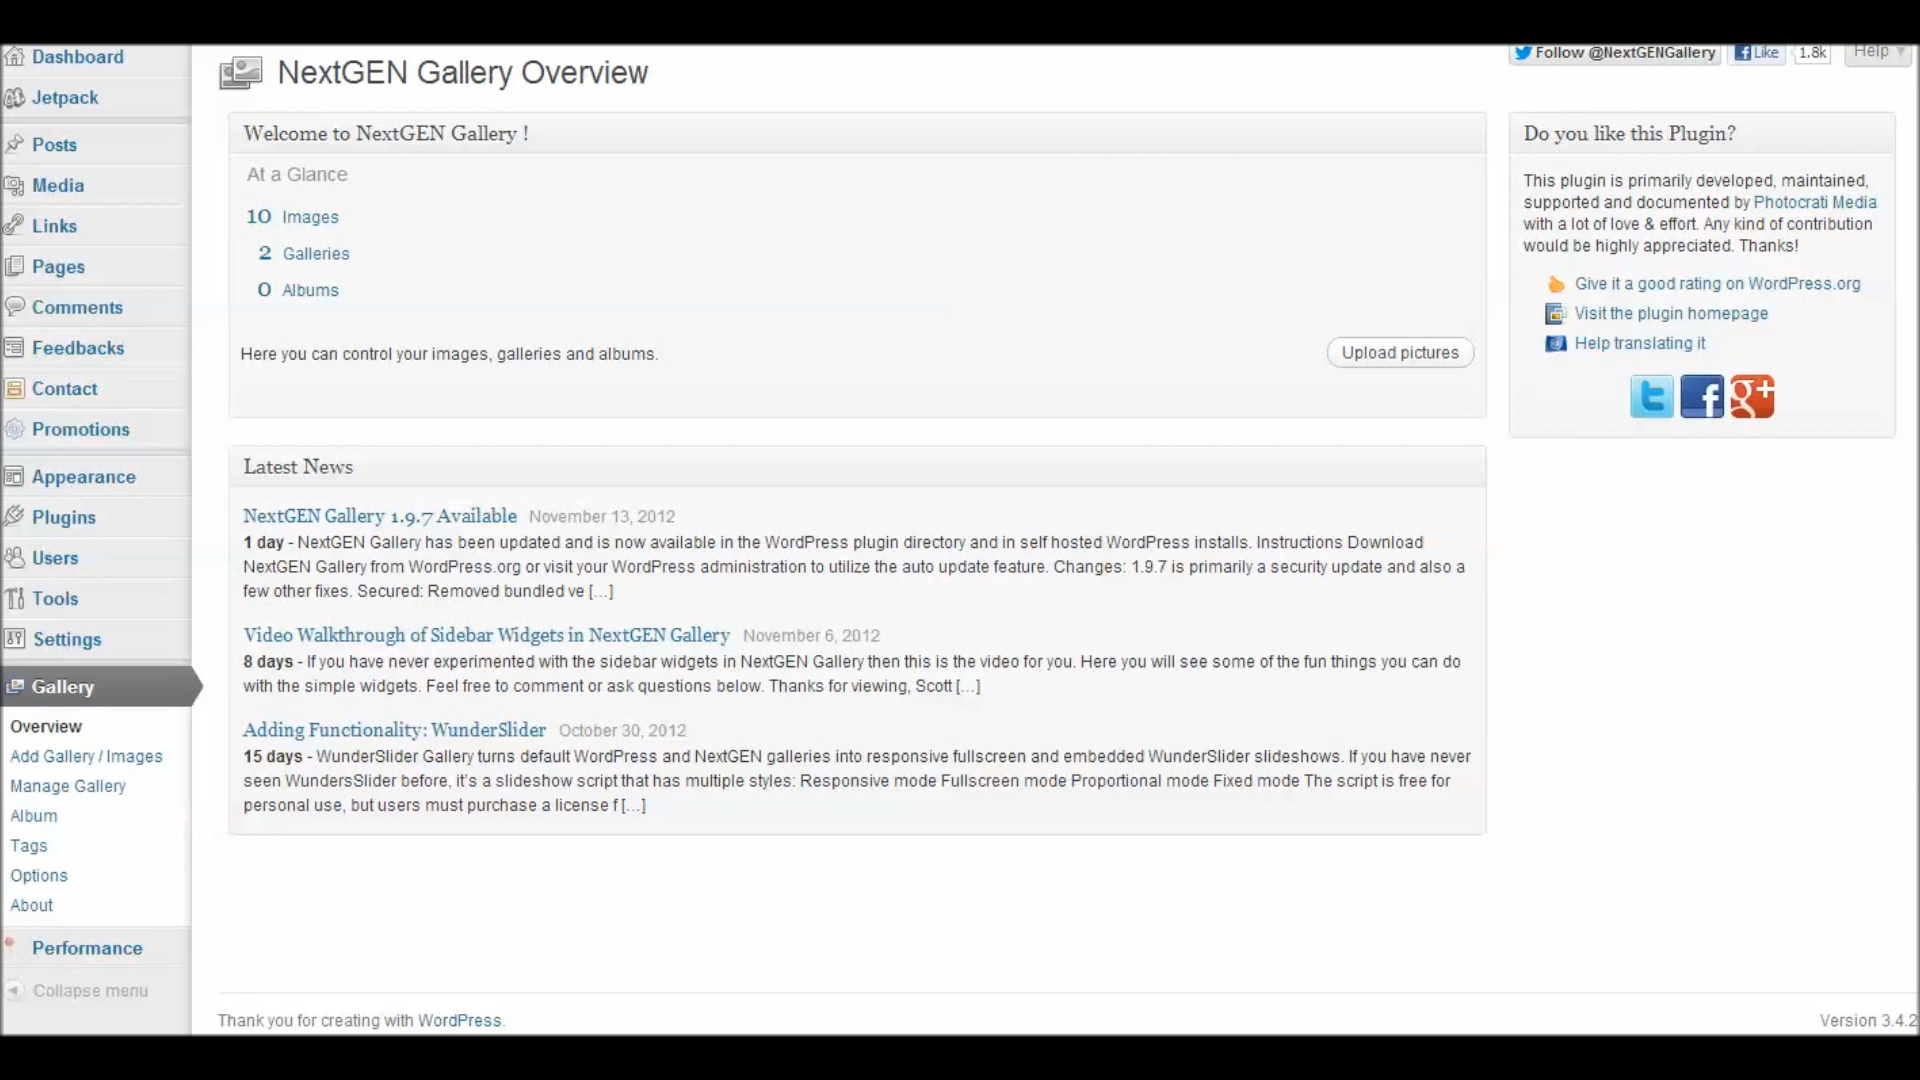 Dashboard
Jetpack
Posts
Media
Links
Pages
Comments
Feedbacks
Contact
Promotions
Appearance
Plugins
Users
Tools
Settings
Gallery
Overview
Add Gallery / Images
Manage Gallery
Album
Tags
Options
About
Performance
Collapse menu
Follow @NextGENGallery
Like
1.8k
Help
NextGEN Gallery Overview
Welcome to NextGEN Gallery !
At a Glance
10 Images
2 Galleries
0 Albums
Here you can control your images, galleries and albums.
Upload pictures
Latest News
NextGEN Gallery 1.9.7 Available November 13, 2012
1 day - NextGEN Gallery has been updated and is now available in the WordPress plugin directory and in self hosted WordPress installs. Instructions Download
NextGEN Gallery from WordPress.org or visit your WordPress administration to utilize the auto update feature. Changes: 1.9.7 is primarily a security update and also a
few other fixes. Secured: Removed bundled ve [...]
Video Walkthrough of Sidebar Widgets in NextGEN Gallery November 6, 2012
8 days - If you have never experimented with the sidebar widgets in NextGEN Gallery then this is the video for you. Here you will see some of the fun things you can do
with the simple widgets. Feel free to comment or ask questions below. Thanks for viewing, Scott [...]
Adding Functionality: WunderSlider October 30, 2012
15 days - WunderSlider Gallery turns default WordPress and NextGEN galleries into responsive fullscreen and embedded WunderSlider slideshows. If you have never
seen WundersSlider before, it's a slideshow script that has multiple styles: Responsive mode Fullscreen mode Proportional mode Fixed mode The script is free for
personal use, but users must purchase a license f [...]
Do you like this Plugin?
This plugin is primarily developed, maintained,
supported and documented by Photocrati Media
with a lot of love & effort. Any kind of contribution
would be highly appreciated. Thanks!
Give it a good rating on WordPress.org
Visit the plugin homepage
Help translating it
Thank you for creating with WordPress.
Version 3.4.2